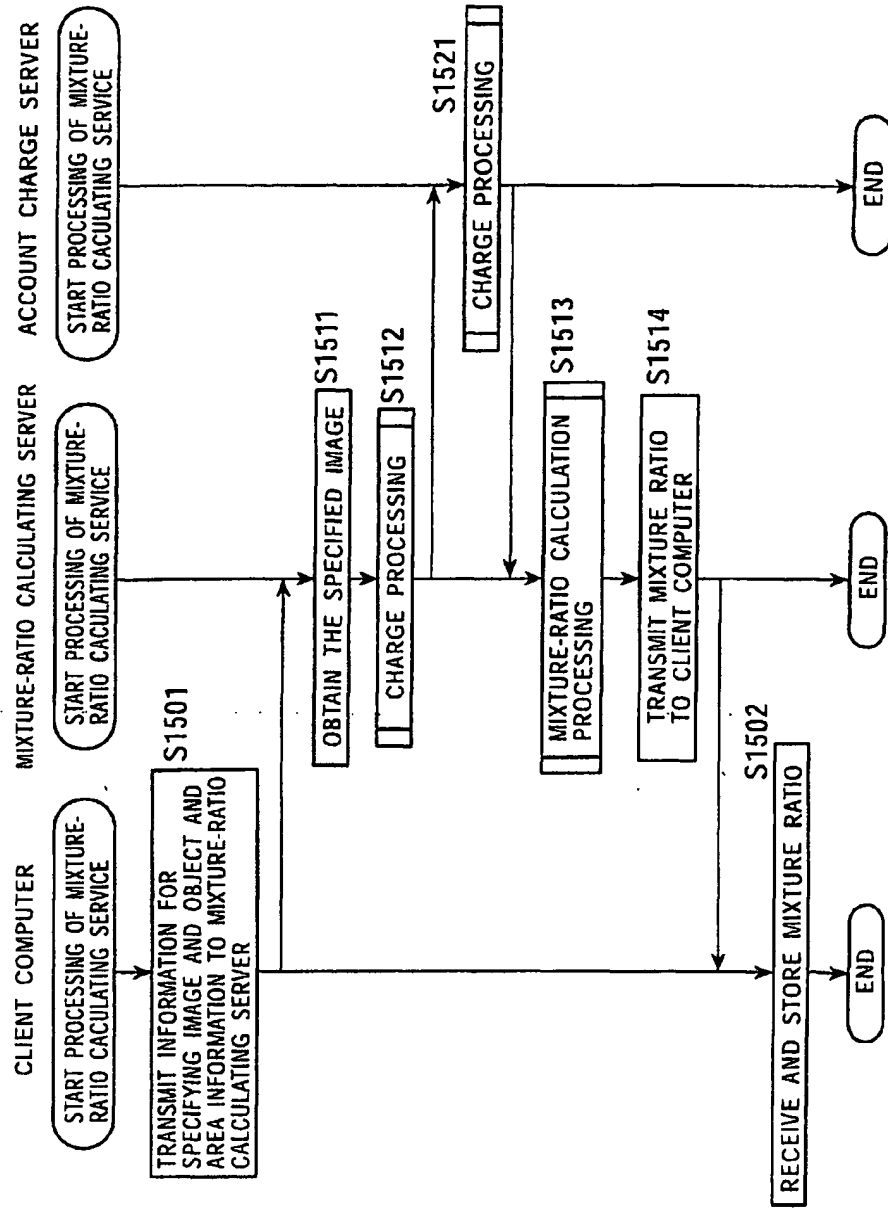 CLIENT COMPUTER
START PROCESSING OF MIXTURE-
RATIO CACULATING SERVICE
S1501
TRANSMIT INFORMATION FOR
SPECIFYING IMAGE AND OBJECT AND
AREA INFORMATION TO MIXTURE-RATIO
CALCULATING SERVER
S1502
RECEIVE AND STORE MIXTURE RATIO
END
MIXTURE-RATIO CALCULATING SERVER
START PROCESSING OF MIXTURE-
RATIO CACULATING SERVICE
S1511
OBTAIN THE SPECIFIED IMAGE
S1512
CHARGE PROCESSING
S1513
MIXTURE-RATIO CALCULATION
PROCESSING
S1514
TRANSMIT MIXTURE RATIO
TO CLIENT COMPUTER
END
ACCOUNT CHARGE SERVER
START PROCESSING OF MIXTURE-
RATIO CACULATING SERVICE
S1521
CHARGE PROCESSING
END